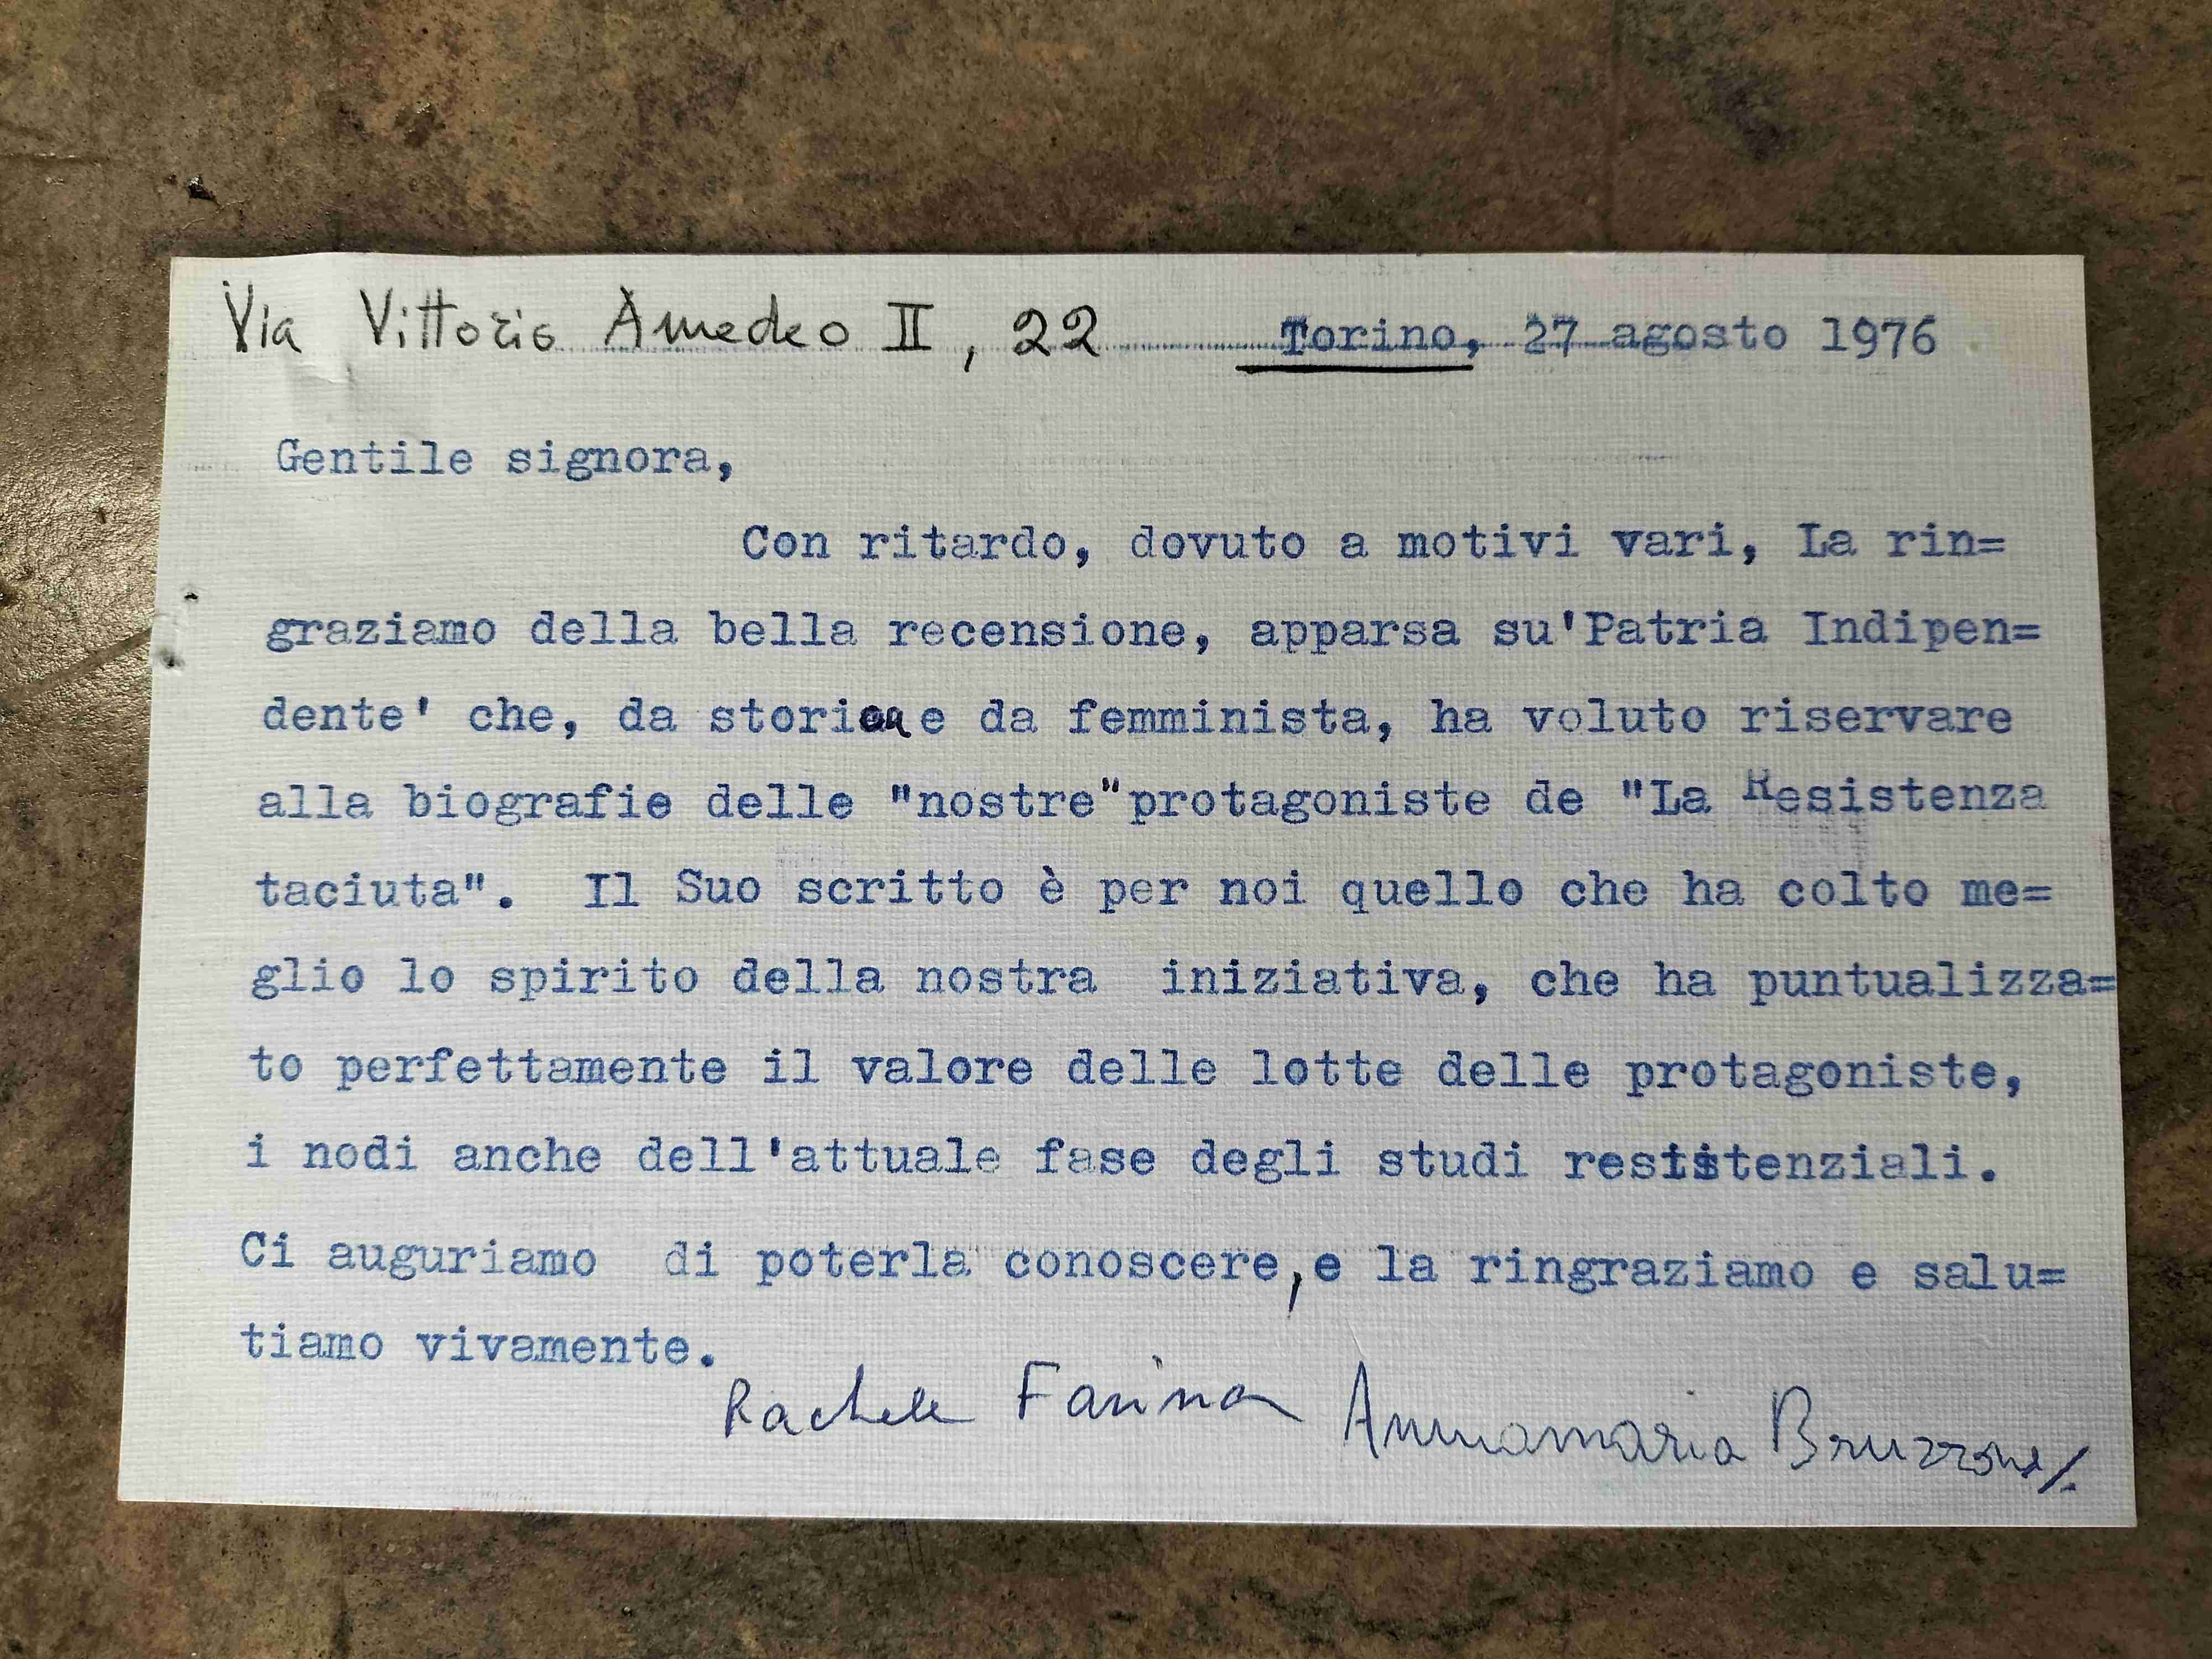 Via Vittorio Amedeo II, 22 Torino, 27 agosto 1976
Gentile signora,
Con ritardo, dovuto a motivi vari, La rin=
graziamo della bella recensione, apparsa su'Patria Indipen=
dente' che, da storica e da femminista, ha voluto riservare
alla biografie delle "nostre"protagoniste de "La Resistenza
taciuta". Il Suo scritto è per noi quello che ha colto me=
glio lo spirito della nostra iniziativa, che ha puntualizza=
to perfettamente il valore delle lotte delle protagoniste,
i nodi anche dell'attuale fase degli studi resistenziali.
Ci auguriamo di poterla conoscere,e la ringraziamo e salu=
tiamo vivamente.
Rachele Farina Annamaria Bruzzone/.